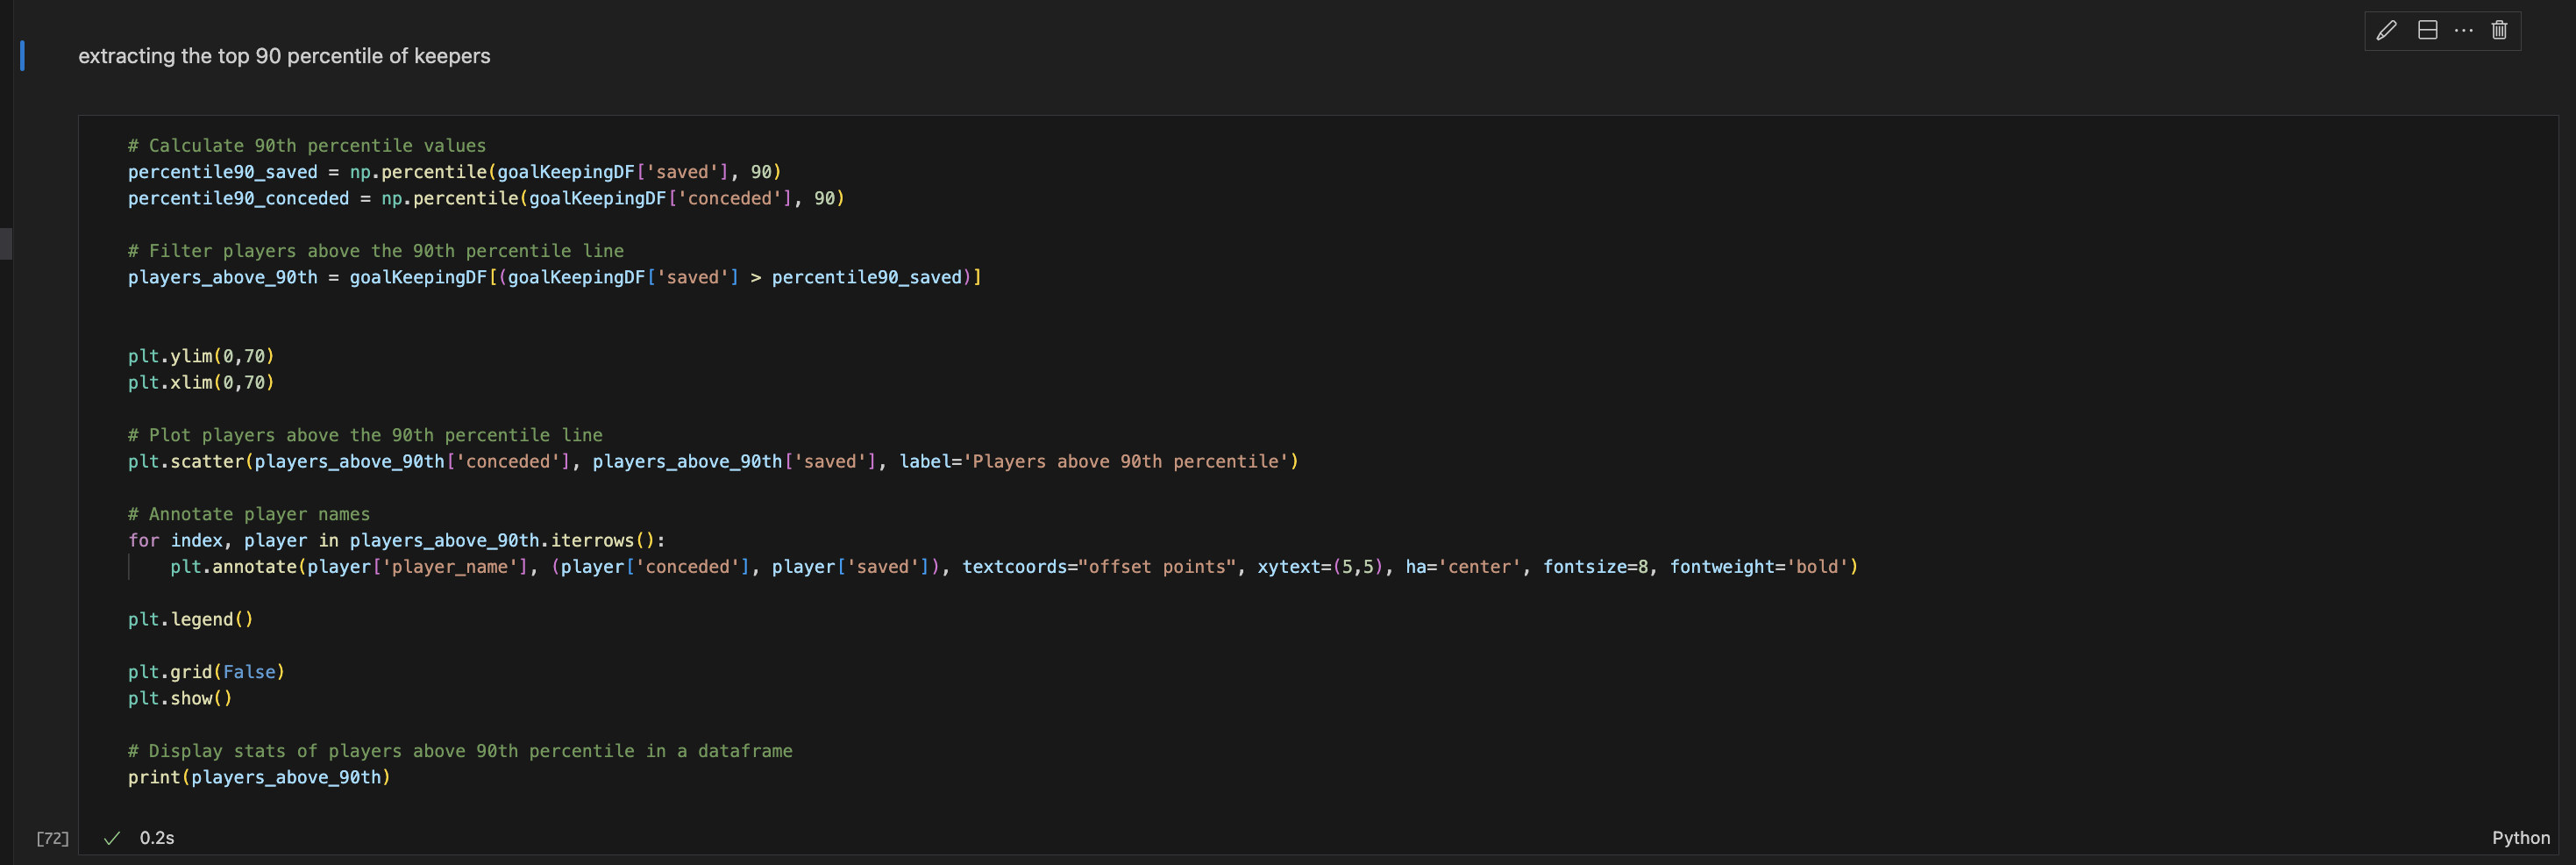 extracting the top 90 percentile of keepers
# Calculate 90th percentile values
percentile90_saved = np.percentile(goalKeepingDF['saved'], 90)
percentile90_conceded = np.percentile(goalKeepingDF['conceded'], 90)
# Filter players above the 90th percentile line
players_above_90th = goalKeepingDF[(goalKeepingDF['saved'] > percentile90_saved)]
plt.ylim(0,70)
plt.xlim(0,70)
# Plot players above the 90th percentile line
plt.scatter(players_above_90th['conceded'], players_above_90th['saved'], label='Players above 90th percentile')
# Annotate player names
for index, player in players_above_90th.iterrows():
    plt.annotate(player['player_name'], (player['conceded'], player['saved']), textcoords="offset points", xytext=(5,5), ha='center', fontsize=8, fontweight='bold')
plt.legend()
plt.grid(False)
plt.show()
# Display stats of players above 90th percentile in a dataframe
print(players_above_90th)
[72] 0.2s Python